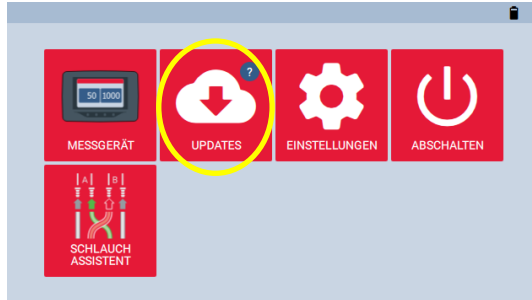 ?
50 1000
MESSGERÄT
UPDATES
EINSTELLUNGEN
ABSCHALTEN
|A| |B|
SCHLAUCH
ASSISTENT